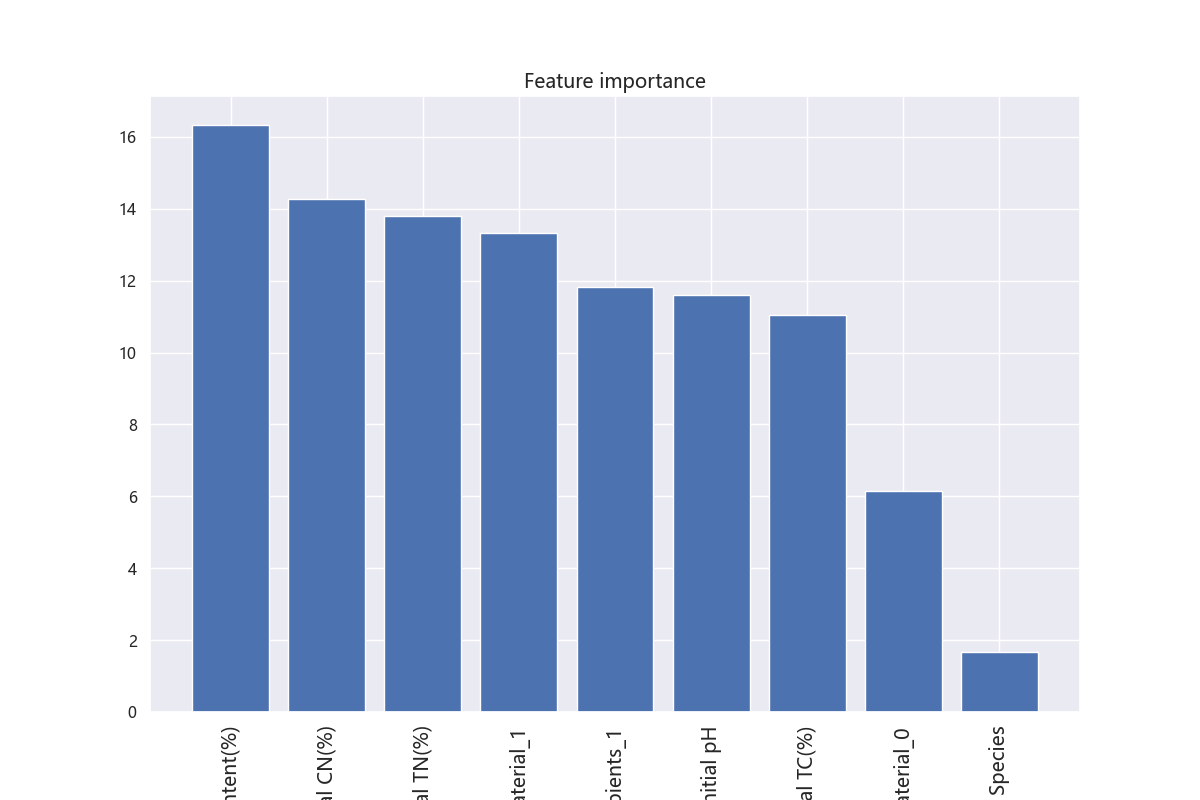 Feature importance
16
14
12
10
8
6
4
2
0
ntent(%)
al CN(%)
al TN(%)
aterial_1
pients_1
nitial pH
al TC(%)
aterial_0
Species